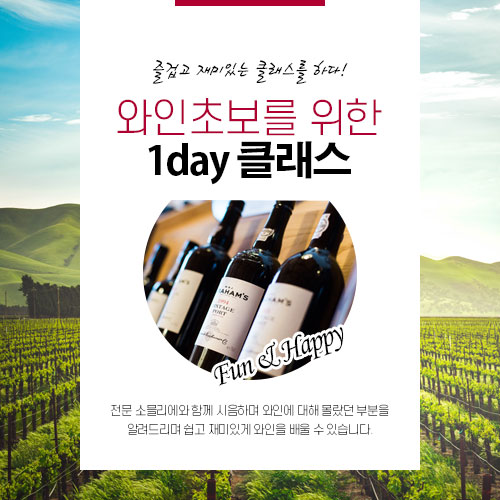 즐겁고 재미있는 클래스를 하다!
와인초보를 위한
1day 클래스
GRAHAM'S
VINTAGE
PORT
Fun & Happy
전문 소믈리에와 함께 시음하며 와인에 대해 몰랐던 부분을
알려드리며 쉽고 재미있게 와인을 배울 수 있습니다.